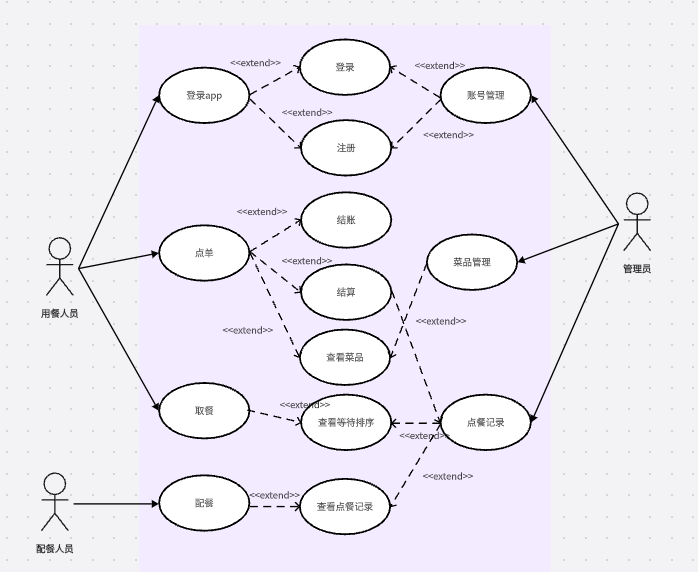 <<extend>>
登录
<<extend>>
登录app
账号管理
<<extend>>
<<extend>>
注册
<<extend>>
结账
点单
<<extend>>
菜品管理
管理员
结算
用餐人员
<<extend>>
<<extend>>
查看菜品
<<extend>>
取餐
查看等待排序
点餐记录
<<extend>>
<<extend>>
<<extend>>
配餐
查看点餐记录
配餐人员